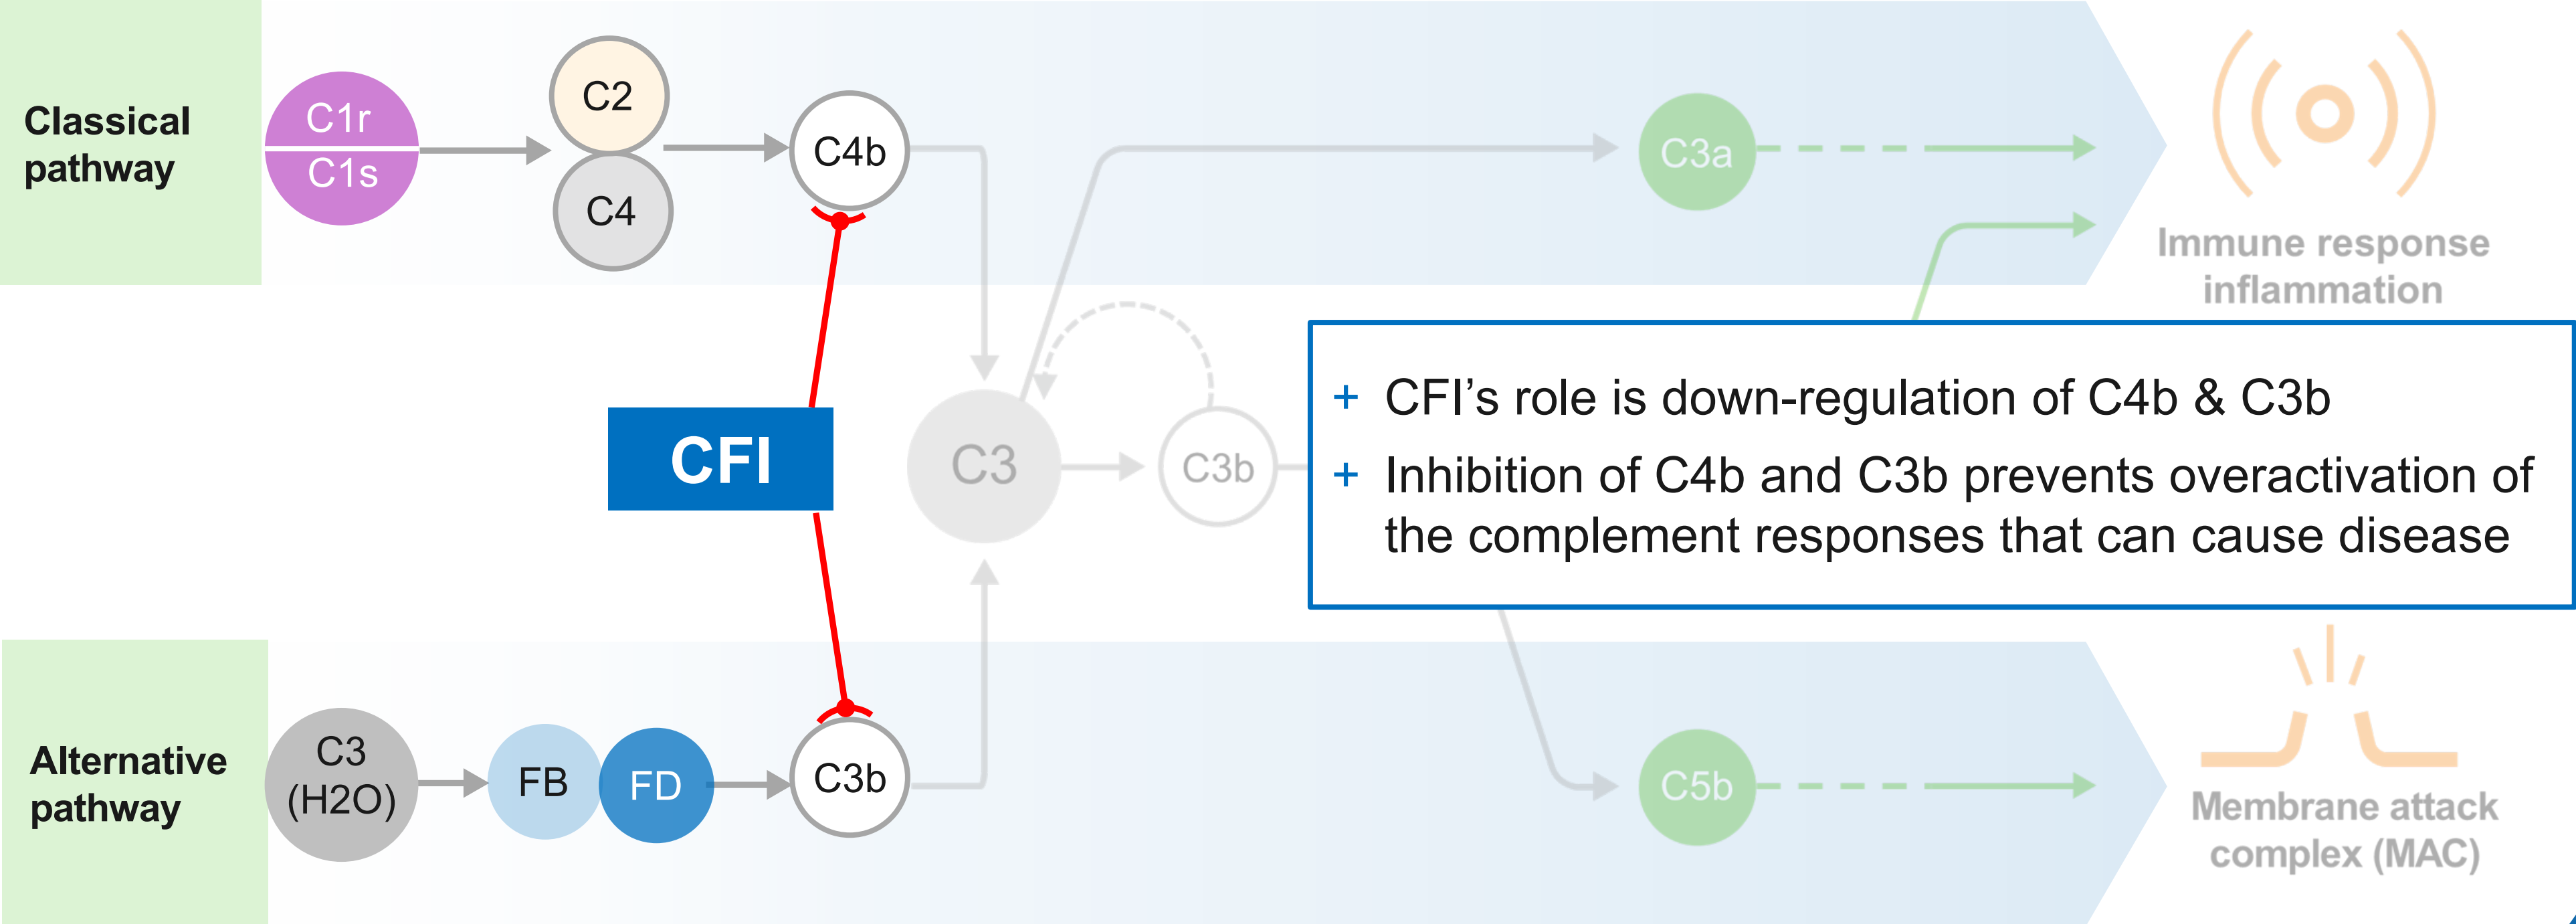 Classical
pathway
C1r
C1s
C2
C4
C4b
C3a
Immune response
inflammation
CFI
C3
C3b
+ CFI’s role is down-regulation of C4b & C3b
+ Inhibition of C4b and C3b prevents overactivation of
the complement responses that can cause disease
Alternative
pathway
C3
(H2O)
FB
FD
C3b
C5b
Membrane attack
complex (MAC)